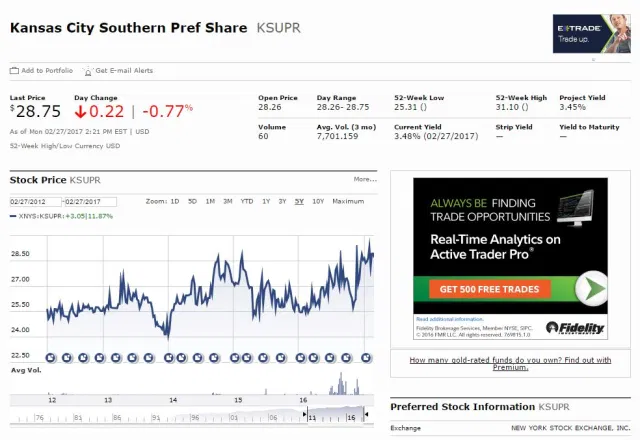 Kansas City Southern Pref Share KSUPR
E*TRADE
Trade up.
Add to Portfolio Get E-mail Alerts
Last Price Day Change Open Price Day Range 52-Week Low 52-Week High Project Yield
$28.75 0.22 | -0.77% 28.26 28.26- 28.75 25.31 () 31.10 () 3.45%
Volume Avg. Vol. (3 mo) Current Yield Strip Yield Yield to Maturity
As of Mon 02/27/2017 2:21 PM EST | USD 60 7,701.159 3.48% (02/27/2017) — —
52-Week High/Low Currency USD
Stock Price KSUPR More...
02/27/2012 ~02/27/2017 Zoom: 1D 5D 1M 3M YTD 1Y 3Y 5Y 10Y Maximum
XNYS:KSUPR:+3.05|11.87%
28.50
27.00
25.50
24.00
22.50
Avg Vol.
12 13 14 15 16
76 81 86 91 96 01 06 11 16
ALWAYS BE FINDING
TRADE OPPORTUNITIES
Real-Time Analytics on
Active Trader Pro®
GET 500 FREE TRADES
Read additional information.
Fidelity Brokerage Services, Member NYSE, SIPC.
© 2016 FMR LLC. All rights reserved. 769815.1.0
Fidelity
INVESTMENTS
How many gold-rated funds do you own? Find out with
Premium.
Preferred Stock Information KSUPR
Exchange NEW YORK STOCK EXCHANGE, INC.